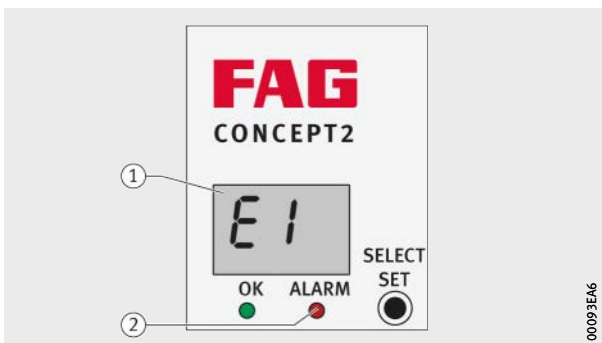 FAG
CONCEPT2
1
E1
SELECT
SET
OK ALARM
2
00093EA6